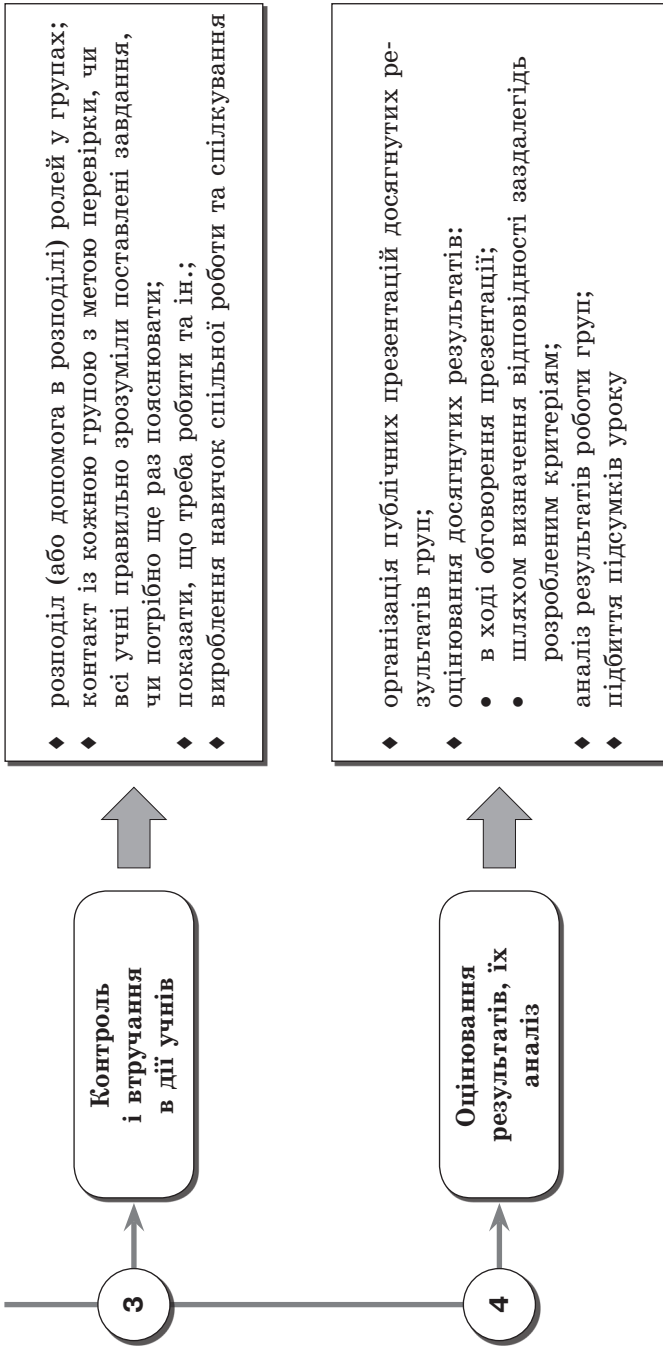 3
Контроль
і втручання
в дії учнів
♦ розподіл (або допомога в розподілі) ролей у групах;
♦ контакт із кожною групою з метою перевірки, чи
всі учні правильно зрозуміли поставлені завдання,
чи потрібно ще раз пояснювати;
♦ показати, що треба робити та ін.;
♦ вироблення навичок спільної роботи та спілкування
4
Оцінювання
результатів, їх
аналіз
♦ організація публічних презентацій досягнутих ре-
зультатів груп;
♦ оцінювання досягнутих результатів:
• в ході обговорення презентації;
• шляхом визначення відповідності заздалегідь
розробленим критеріям;
♦ аналіз результатів роботи груп;
♦ підбиття підсумків уроку